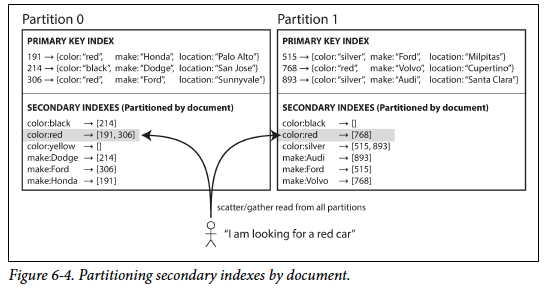 Partition 0
PRIMARY KEY INDEX
191 → {color: “red”, make: “Honda”, location: “Palo Alto”}
214 → {color: “black”, make: “Dodge”, location: “San Jose”}
306 → {color: “red”, make: “Ford”, location: “Sunnyvale”}
SECONDARY INDEXES (Partitioned by document)
color:black → [214]
color:red → [191, 306]
color:yellow → []
make:Dodge → [214]
make:Ford → [306]
make:Honda → [191]
Partition 1
PRIMARY KEY INDEX
515 → {color: “silver”, make: “Ford”, location: “Milpitas”}
768 → {color: “red”, make: “Volvo”, location: “Cupertino”}
893 → {color: “silver”, make: “Audi”, location: “Santa Clara”}
SECONDARY INDEXES (Partitioned by document)
color:black → []
color:red → [768]
color:silver → [515, 893]
make:Audi → [893]
make:Ford → [515]
make:Volvo → [768]
scatter/gather read from all partitions
“I am looking for a red car”
Figure 6-4. Partitioning secondary indexes by document.